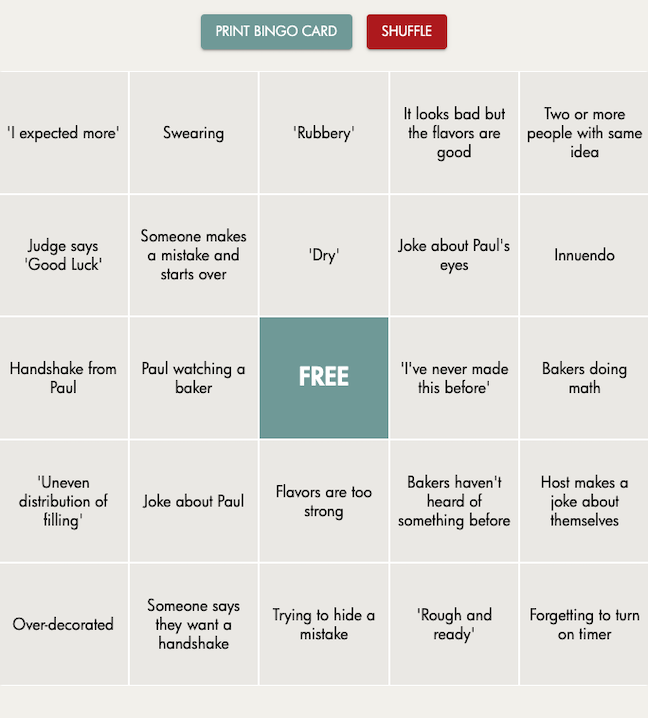 PRINT BINGO CARD
SHUFFLE
'I expected more'
Swearing
'Rubbery'
It looks bad but
the flavors are
good
Two or more
people with same
idea
Judge says
'Good Luck'
Someone makes
a mistake and
starts over
'Dry'
Joke about Paul's
eyes
Innuendo
Handshake from
Paul
Paul watching a
baker
FREE
'I've never made
this before'
Bakers doing
math
'Uneven
distribution of
filling'
Joke about Paul
Flavors are too
strong
Bakers haven't
heard of
something before
Host makes a
joke about
themselves
Over-decorated
Someone says
they want a
handshake
Trying to hide a
mistake
'Rough and
ready'
Forgetting to turn
on timer